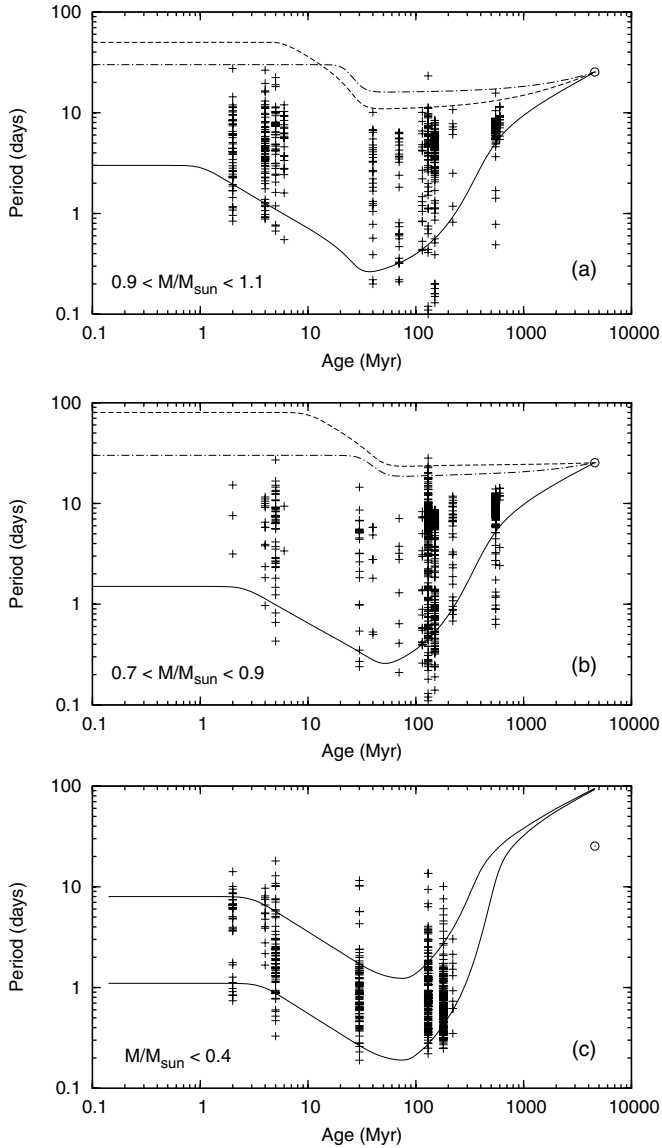 100
10
1
0.1
Period (days)
0.9 < M/M_sun < 1.1
(a)
0.1 1 10 100 1000 10000
Age (Myr)
100
10
1
0.1
Period (days)
0.7 < M/M_sun < 0.9
(b)
0.1 1 10 100 1000 10000
Age (Myr)
100
10
1
0.1
Period (days)
M/M_sun < 0.4
(c)
0.1 1 10 100 1000 10000
Age (Myr)